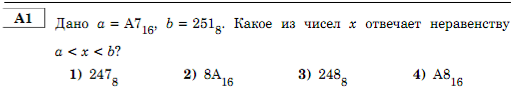 A1 Дано a = A7₁₆, b = 251₈. Какое из чисел x отвечает неравенству
a < x < b?
1) 247₈ 2) 8A₁₆ 3) 248₈ 4) A8₁₆